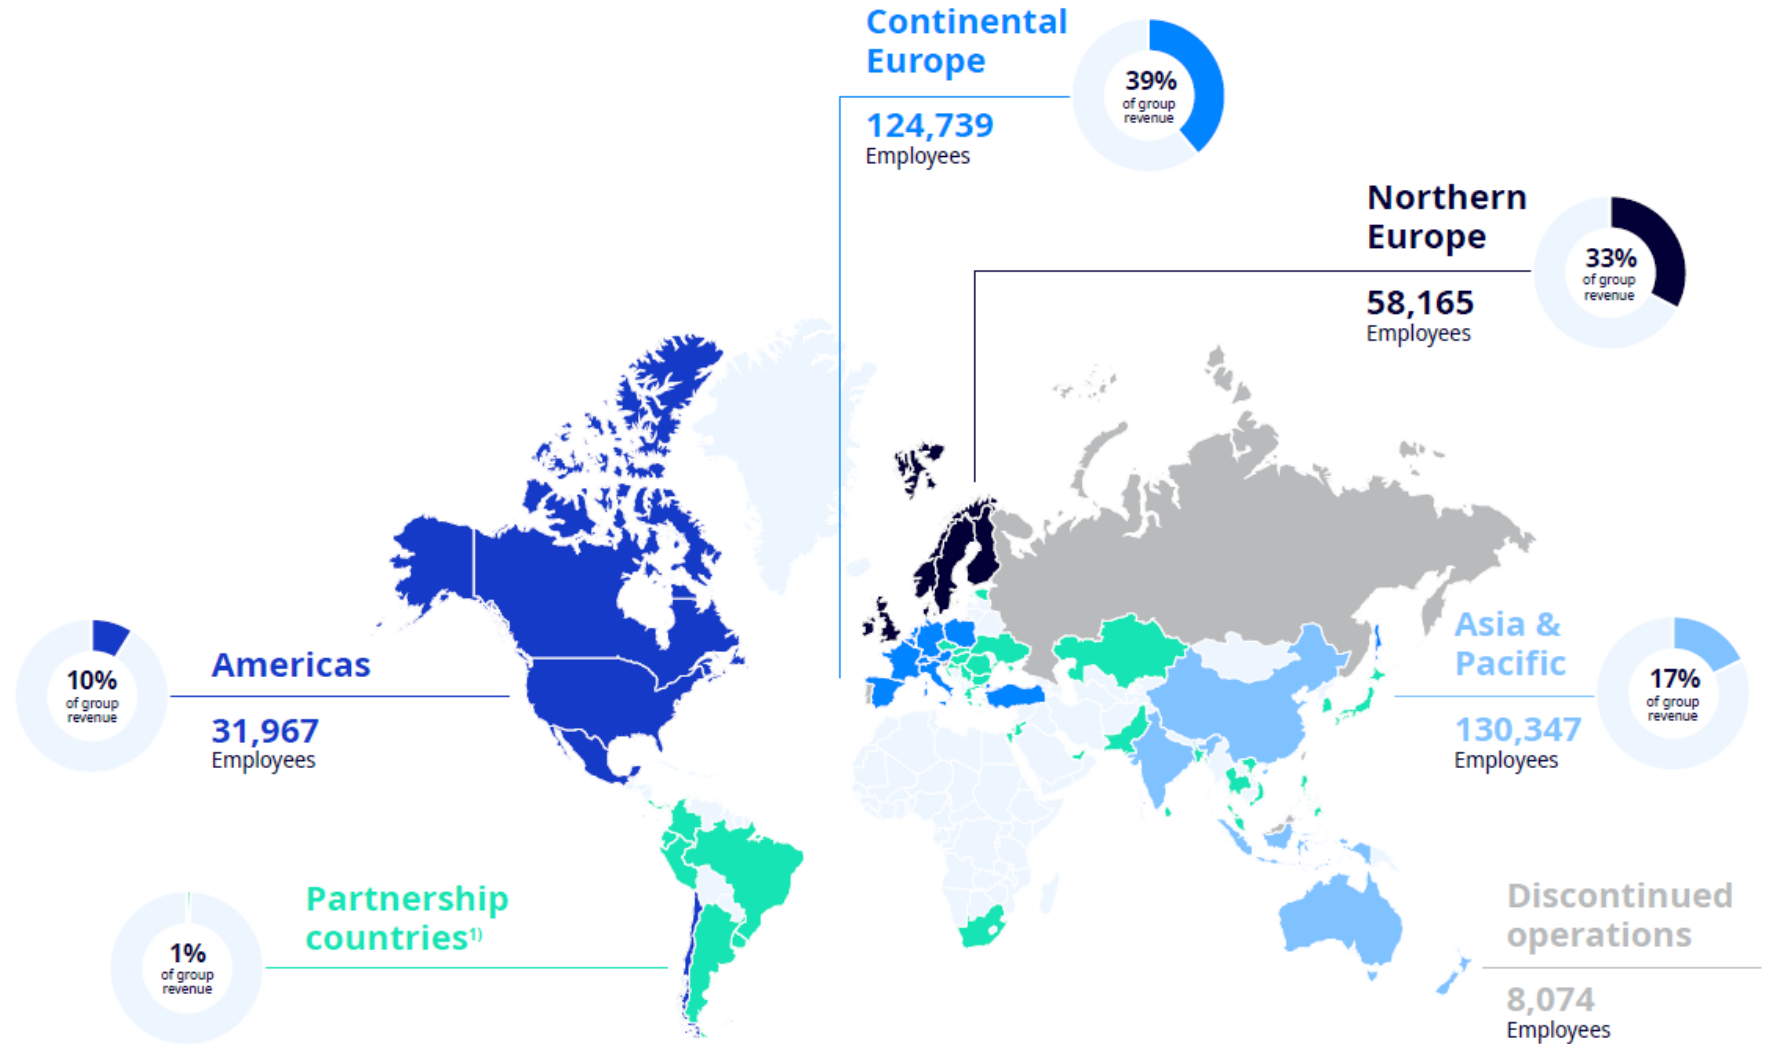 Continental
Europe
39%
of group
revenue
124,739
Employees
Northern
Europe
33%
of group
revenue
58,165
Employees
Americas
10%
of group
revenue
31,967
Employees
Asia &
Pacific
17%
of group
revenue
130,347
Employees
Partnership
countries¹⁾
1%
of group
revenue
Discontinued
operations
8,074
Employees